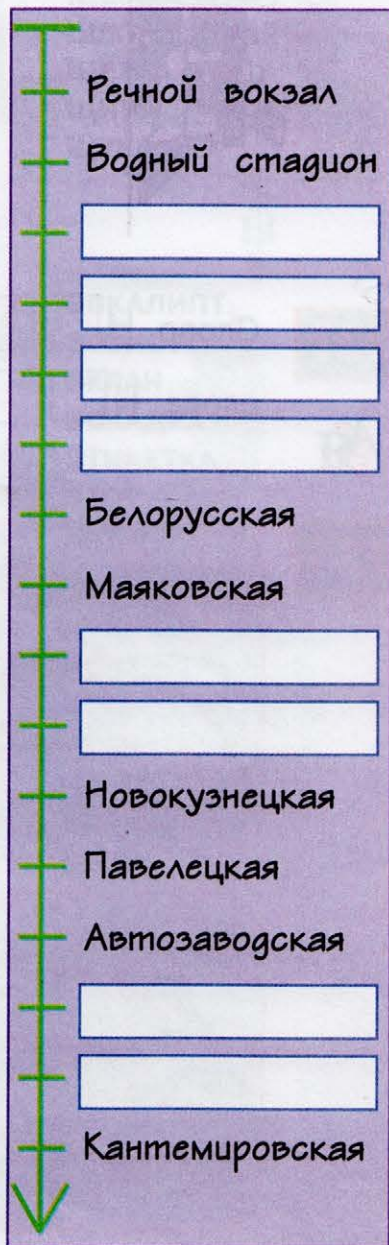 Речной вокзал
Водный стадион
Белорусская
Маяковская
Новокузнецкая
Павелецкая
Автозаводская
Кантемировская